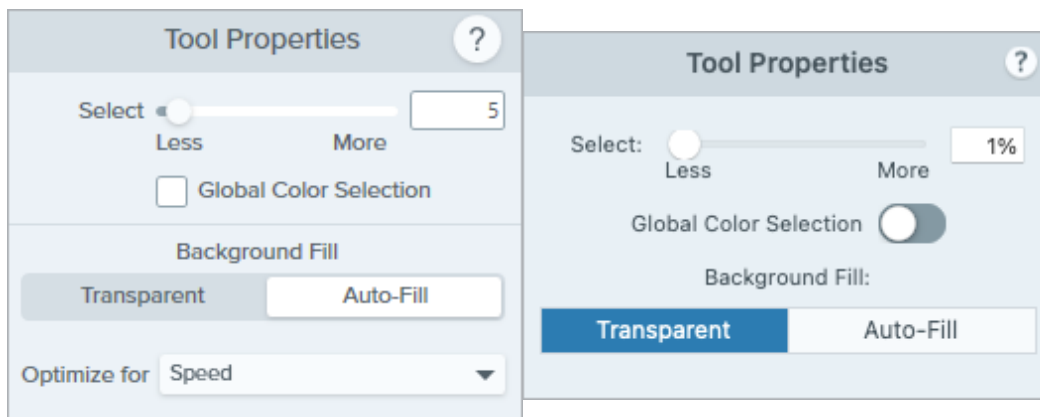 Tool Properties ?
Select 5
Less More
Global Color Selection
Background Fill
Transparent Auto-Fill
Optimize for Speed
Tool Properties ?
Select: 1%
Less More
Global Color Selection
Background Fill:
Transparent Auto-Fill